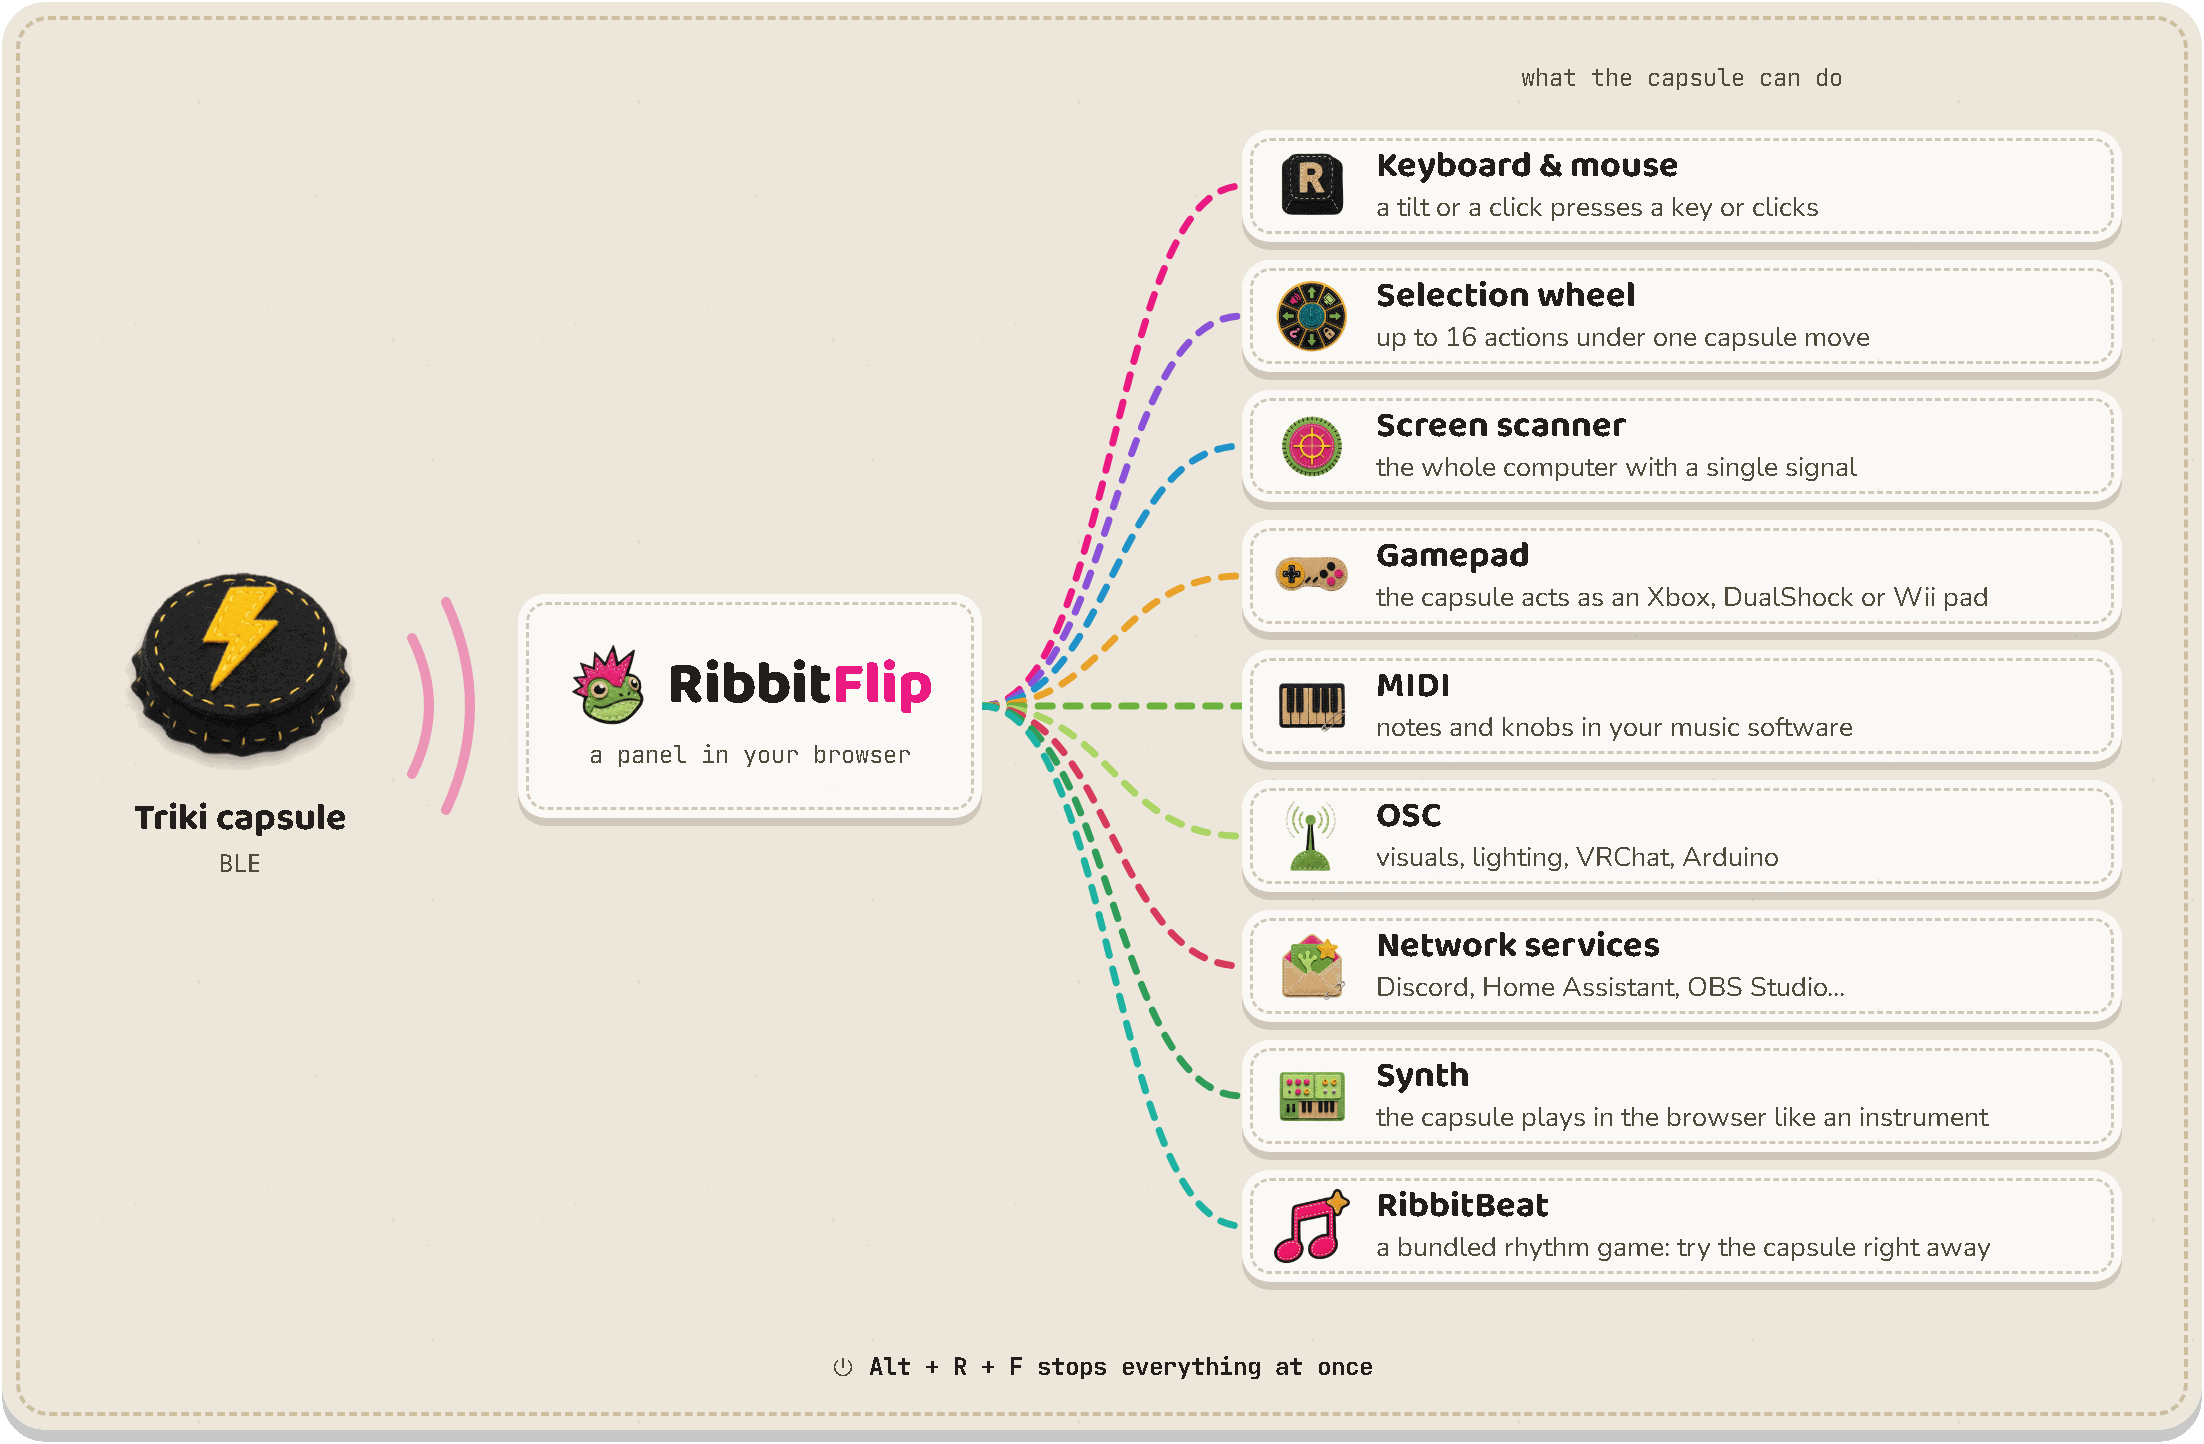 what the capsule can do
Keyboard & mouse
a tilt or a click presses a key or clicks
Selection wheel
up to 16 actions under one capsule move
Screen scanner
the whole computer with a single signal
Gamepad
the capsule acts as an Xbox, DualShock or Wii pad
MIDI
notes and knobs in your music software
OSC
visuals, lighting, VRChat, Arduino
Network services
Discord, Home Assistant, OBS Studio...
Synth
the capsule plays in the browser like an instrument
RibbitBeat
a bundled rhythm game: try the capsule right away
RibbitFlip
a panel in your browser
Triki capsule
BLE
R
Alt + R + F stops everything at once